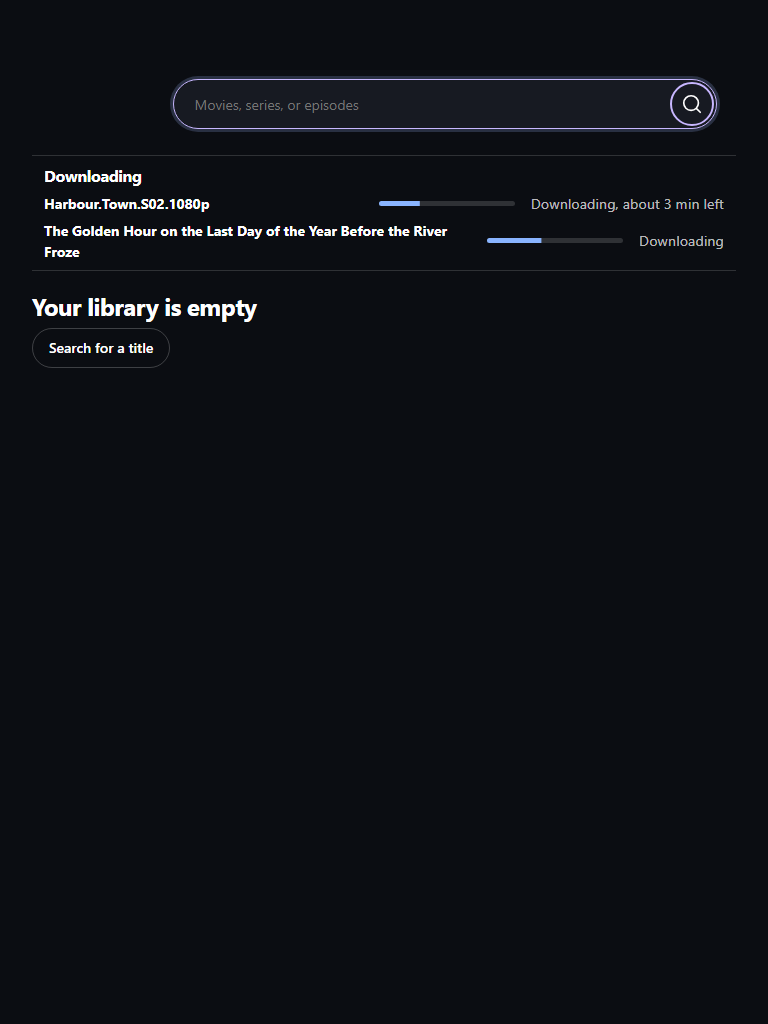 Movies, series, or episodes
Downloading
Harbour.Town.S02.1080p
Downloading, about 3 min left
The Golden Hour on the Last Day of the Year Before the River
Froze
Downloading
Your library is empty
Search for a title